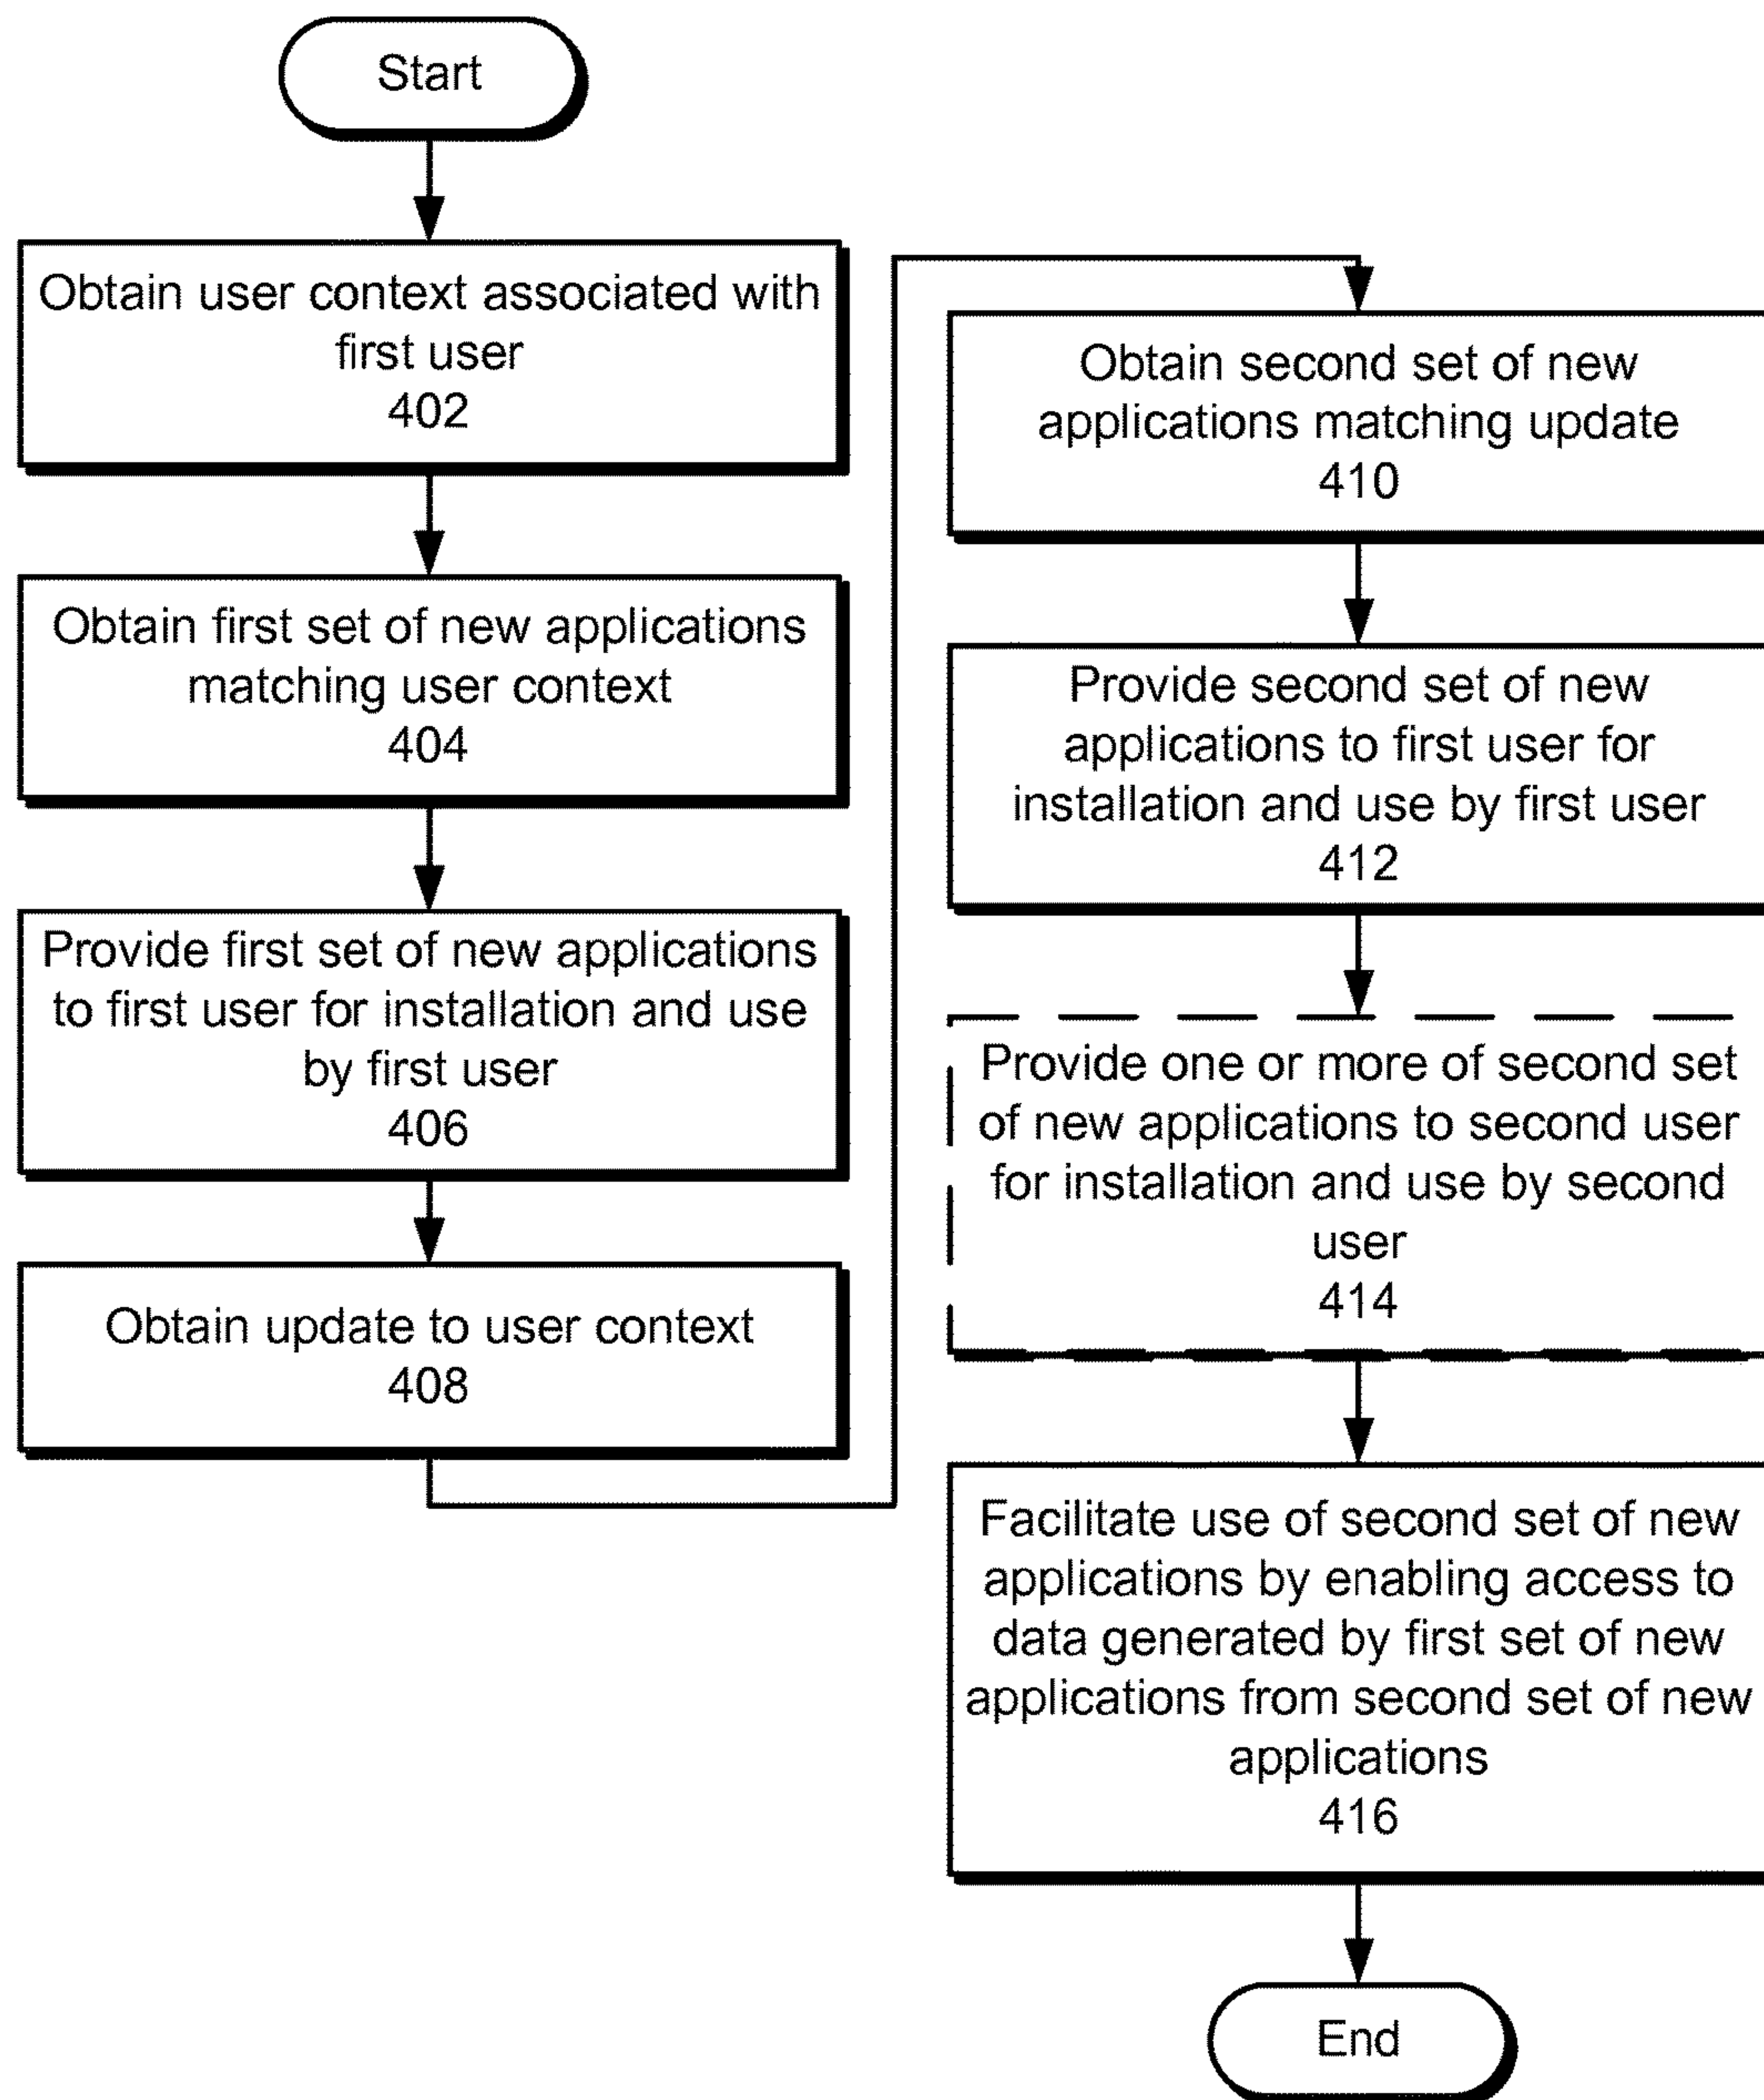 Start
Obtain user context associated with
first user
402
Obtain first set of new applications
matching user context
404
Provide first set of new applications
to first user for installation and use
by first user
406
Obtain update to user context
408
Obtain second set of new
applications matching update
410
Provide second set of new
applications to first user for
installation and use by first user
412
Provide one or more of second set
of new applications to second user
for installation and use by second
user
414
Facilitate use of second set of new
applications by enabling access to
data generated by first set of new
applications from second set of new
applications
416
End